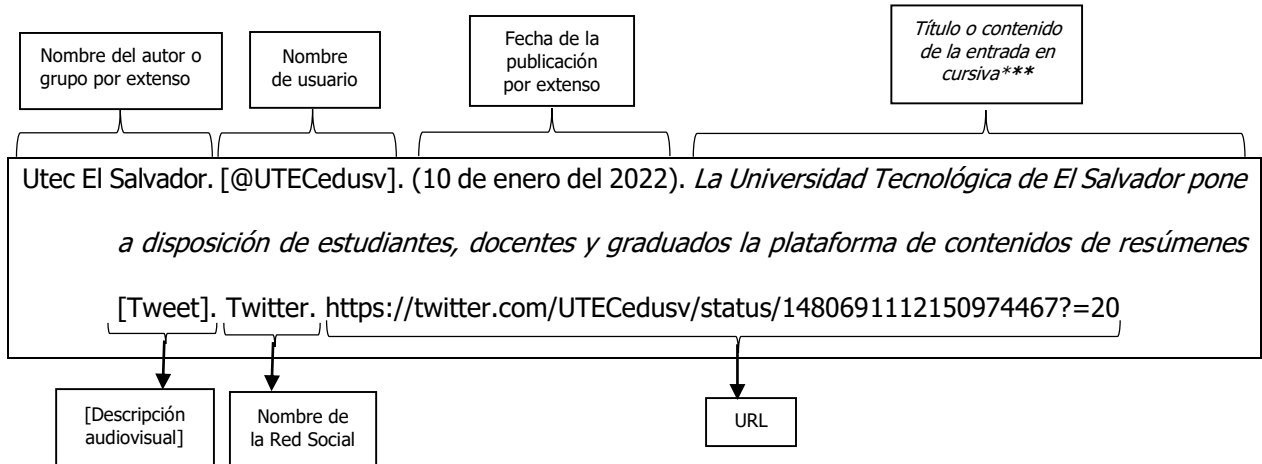 Nombre del autor o
grupo por extenso
Nombre
de usuario
Fecha de la
publicación
por extenso
Título o contenido
de la entrada en
cursiva***
Utec El Salvador. [@UTECedusv]. (10 de enero del 2022). La Universidad Tecnológica de El Salvador pone
a disposición de estudiantes, docentes y graduados la plataforma de contenidos de resúmenes
[Tweet]. Twitter. https://twitter.com/UTECedusv/status/1480691112150974467?=20
[Descripción
audiovisual]
Nombre de
la Red Social
URL